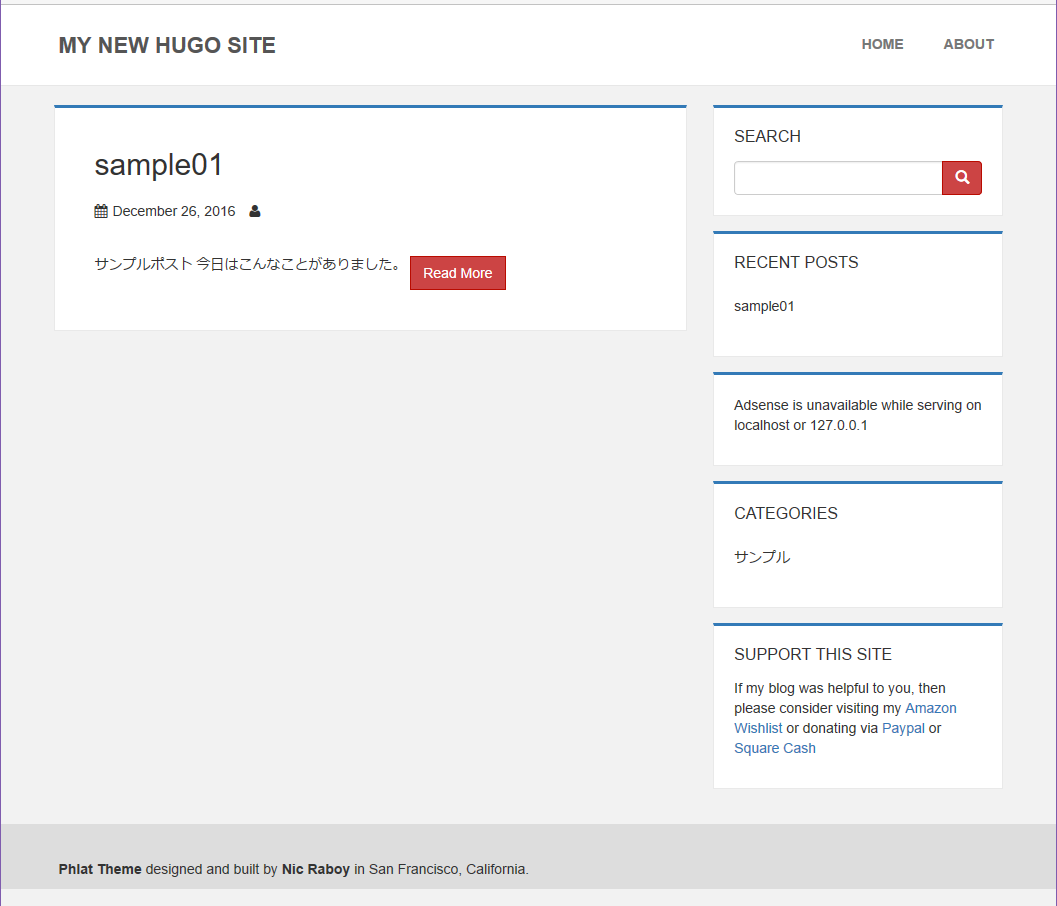 MY NEW HUGO SITE
HOME
ABOUT
sample01
December 26, 2016
サンプルポスト 今日はこんなことがありました。 Read More
SEARCH
RECENT POSTS
sample01
Adsense is unavailable while serving on
localhost or 127.0.0.1
CATEGORIES
サンプル
SUPPORT THIS SITE
If my blog was helpful to you, then
please consider visiting my Amazon
Wishlist or donating via Paypal or
Square Cash
Phlat Theme designed and built by Nic Raboy in San Francisco, California.